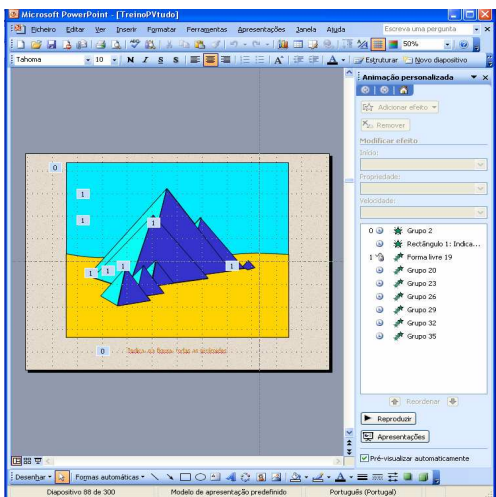 Microsoft PowerPoint - [TreinoPVtudo]
Ficheiro Editar Ver Inserir Formatar Ferramentas Apresentações Janela Ajuda Escreva uma pergunta
50%
Tahoma 10 N I S S Estruturar Novo diapositivo
Animação personalizada
Adicionar efeito
Remover
Modificar efeito
Início:
Propriedade:
Velocidade:
0 Grupo 2
Rectângulo 1: Indica...
1 Forma livre 19
Grupo 20
Grupo 23
Grupo 26
Grupo 29
Grupo 32
Grupo 35
Reordenar
Reproduzir
Apresentações
Pré-visualizar automaticamente
0
1
1
1
1 1 1 1
0
Desenhar Formas automáticas
Diapositivo 88 de 300 Modelo de apresentação predefinido Português (Portugal)